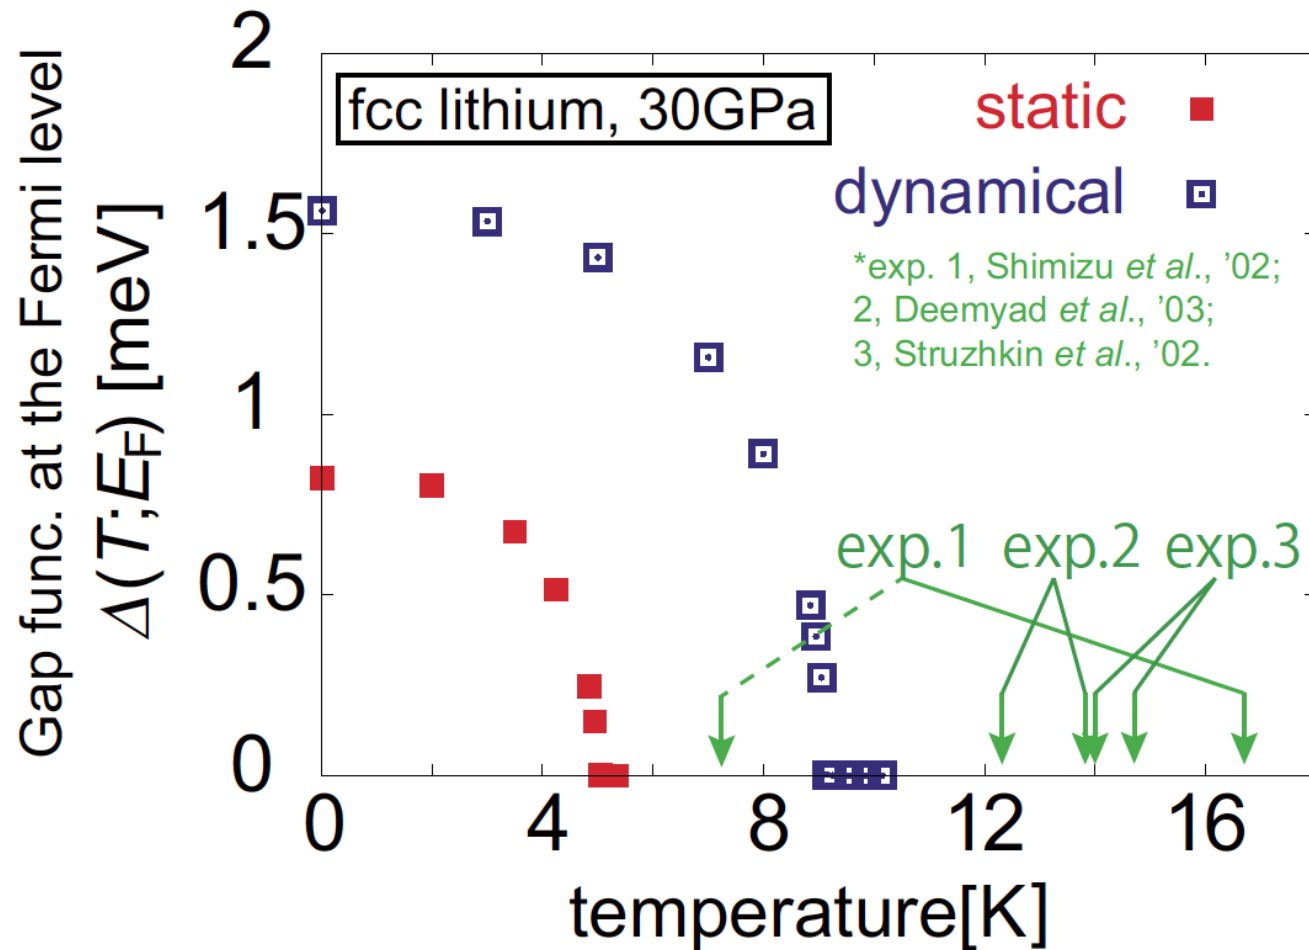 Gap func. at the Fermi level
Δ(T;E_F) [meV]
2
1.5
1
0.5
0
fcc lithium, 30GPa
static
dynamical
*exp. 1, Shimizu et al., ’02;
2, Deemyad et al., ’03;
3, Struzhkin et al., ’02.
exp.1 exp.2 exp.3
0 4 8 12 16
temperature[K]